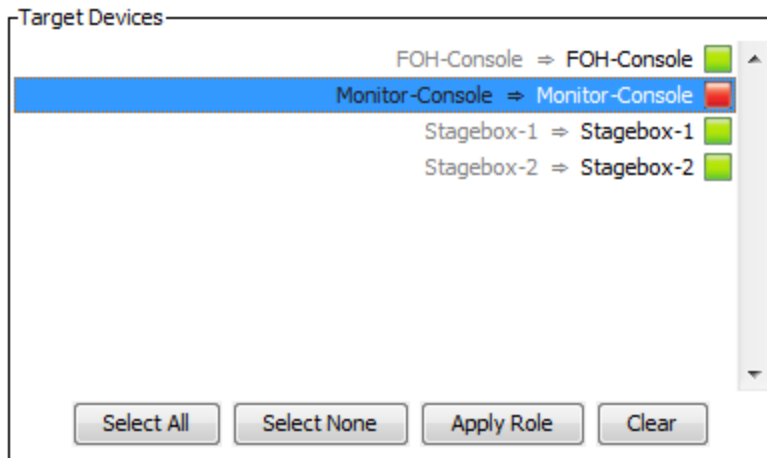 Target Devices
FOH-Console ⇒ FOH-Console
Monitor-Console ⇒ Monitor-Console
Stagebox-1 ⇒ Stagebox-1
Stagebox-2 ⇒ Stagebox-2
Select All Select None Apply Role Clear